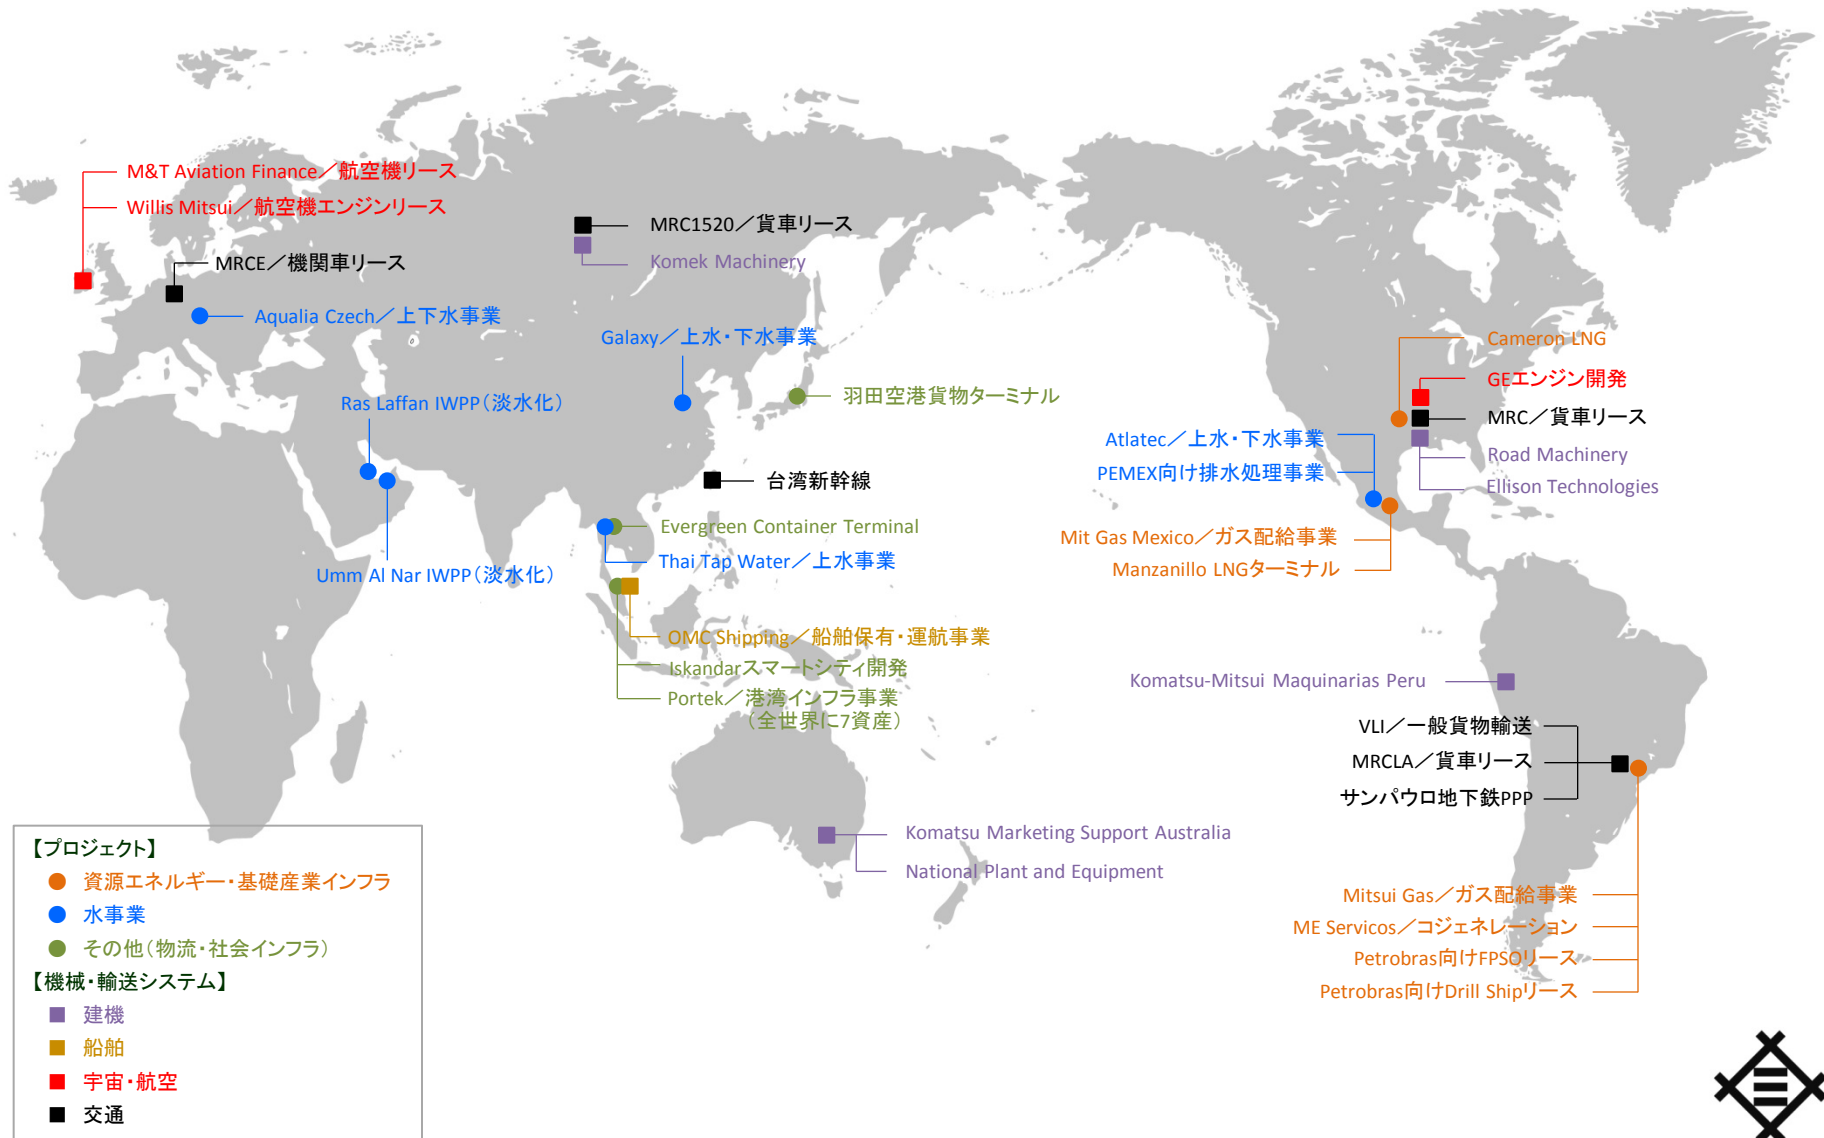 M&T Aviation Finance／航空機リース
Willis Mitsui／航空機エンジンリース
MRCE／機関車リース
Aqualia Czech／上下水事業
MRC1520／貨車リース
Komek Machinery
Galaxy／上水・下水事業
羽田空港貨物ターミナル
Ras Laffan IWPP（淡水化）
Umm Al Nar IWPP（淡水化）
台湾新幹線
Evergreen Container Terminal
Thai Tap Water／上水事業
OMC Shipping／船舶保有・運航事業
Iskandarスマートシティ開発
Portek／港湾インフラ事業
（全世界に7資産）
Komatsu Marketing Support Australia
National Plant and Equipment
Cameron LNG
GEエンジン開発
MRC／貨車リース
Road Machinery
Ellison Technologies
Atlatec／上水・下水事業
PEMEX向け排水処理事業
Mit Gas Mexico／ガス配給事業
Manzanillo LNGターミナル
Komatsu-Mitsui Maquinarias Peru
VLI／一般貨物輸送
MRCLA／貨車リース
サンパウロ地下鉄PPP
Mitsui Gas／ガス配給事業
ME Servicos／コジェネレーション
Petrobras向けFPSOリース
Petrobras向けDrill Shipリース
【プロジェクト】
資源エネルギー・基礎産業インフラ
水事業
その他（物流・社会インフラ）
【機械・輸送システム】
建機
船舶
宇宙・航空
交通